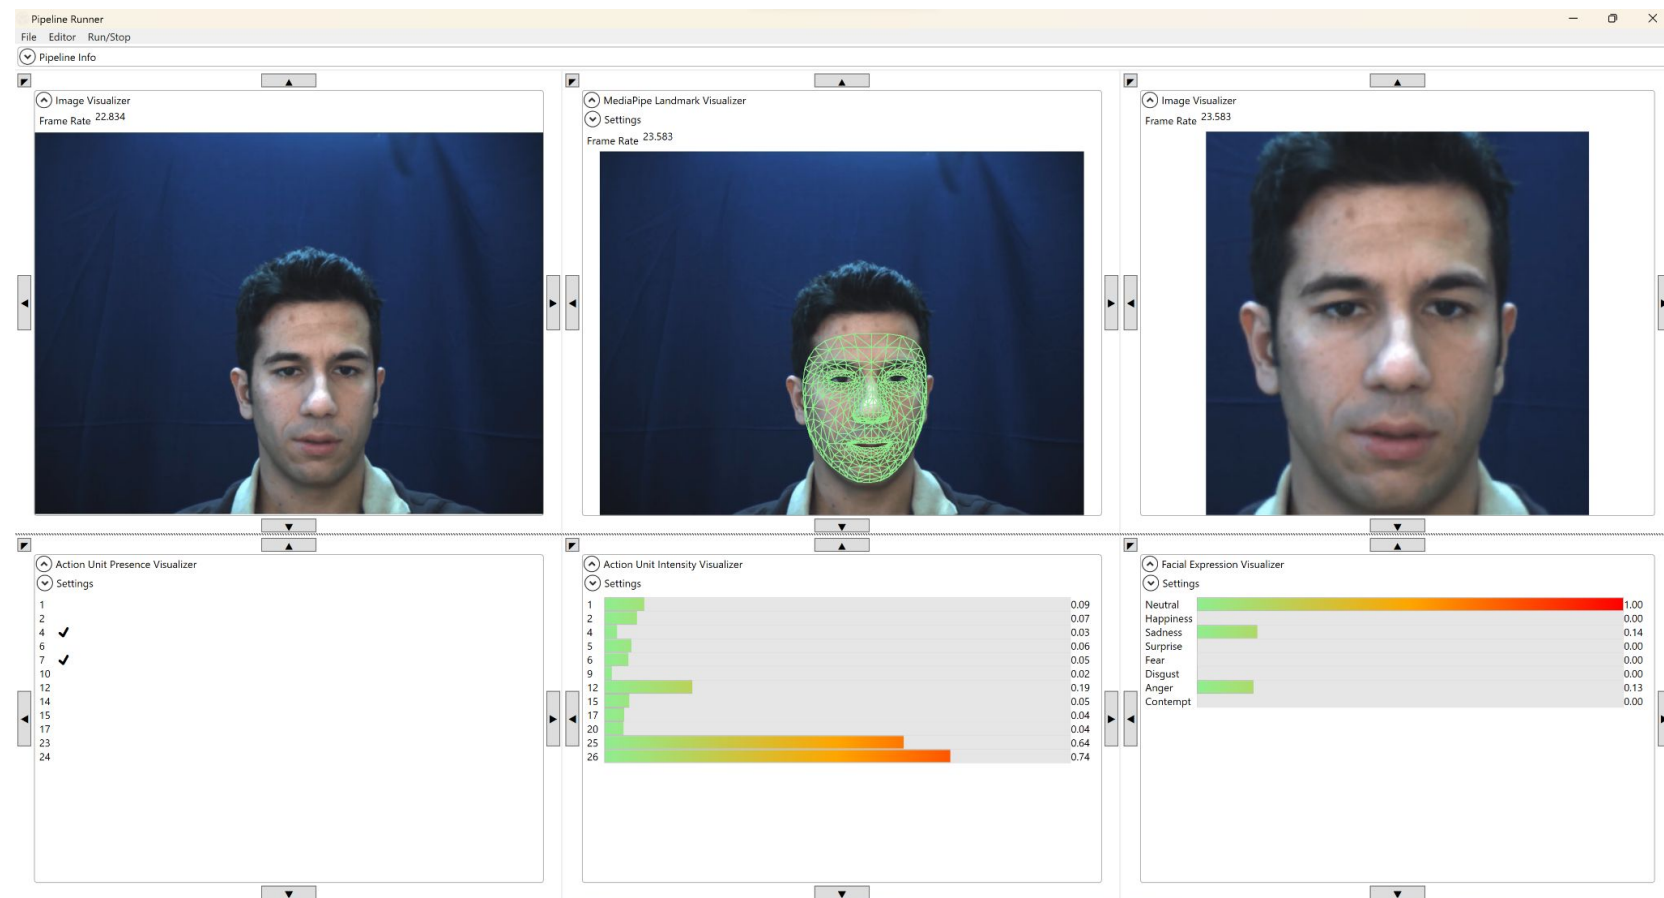 Pipeline Runner
File Editor Run/Stop
Pipeline Info
Image Visualizer
Frame Rate 22.834
MediaPipe Landmark Visualizer
Settings
Frame Rate 23.583
Image Visualizer
Frame Rate 23.583
Action Unit Presence Visualizer
Settings
1
2
4
6
7
10
12
14
15
17
23
24
Action Unit Intensity Visualizer
Settings
1 0.09
2 0.07
4 0.03
5 0.06
6 0.05
9 0.02
12 0.19
15 0.05
17 0.04
20 0.04
25 0.64
26 0.74
Facial Expression Visualizer
Settings
Neutral 1.00
Happiness 0.00
Sadness 0.14
Surprise 0.00
Fear 0.00
Disgust 0.00
Anger 0.13
Contempt 0.00